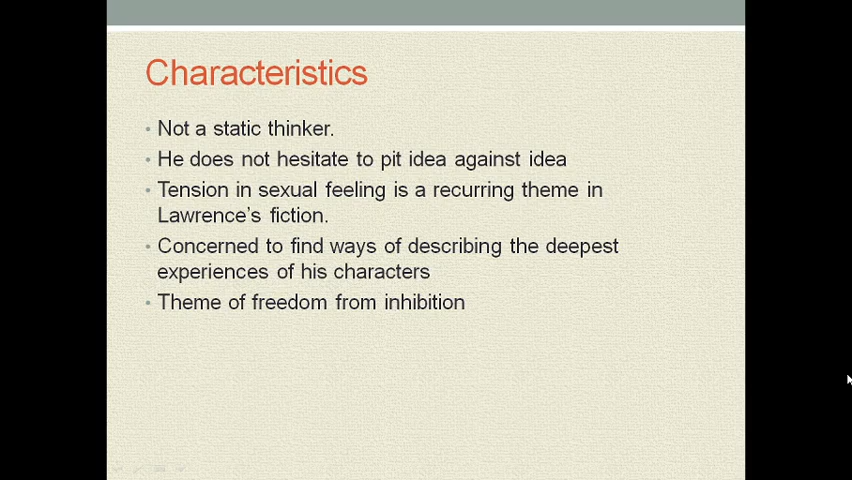 Characteristics
• Not a static thinker.
• He does not hesitate to pit idea against idea
• Tension in sexual feeling is a recurring theme in
Lawrence's fiction.
• Concerned to find ways of describing the deepest
experiences of his characters
• Theme of freedom from inhibition